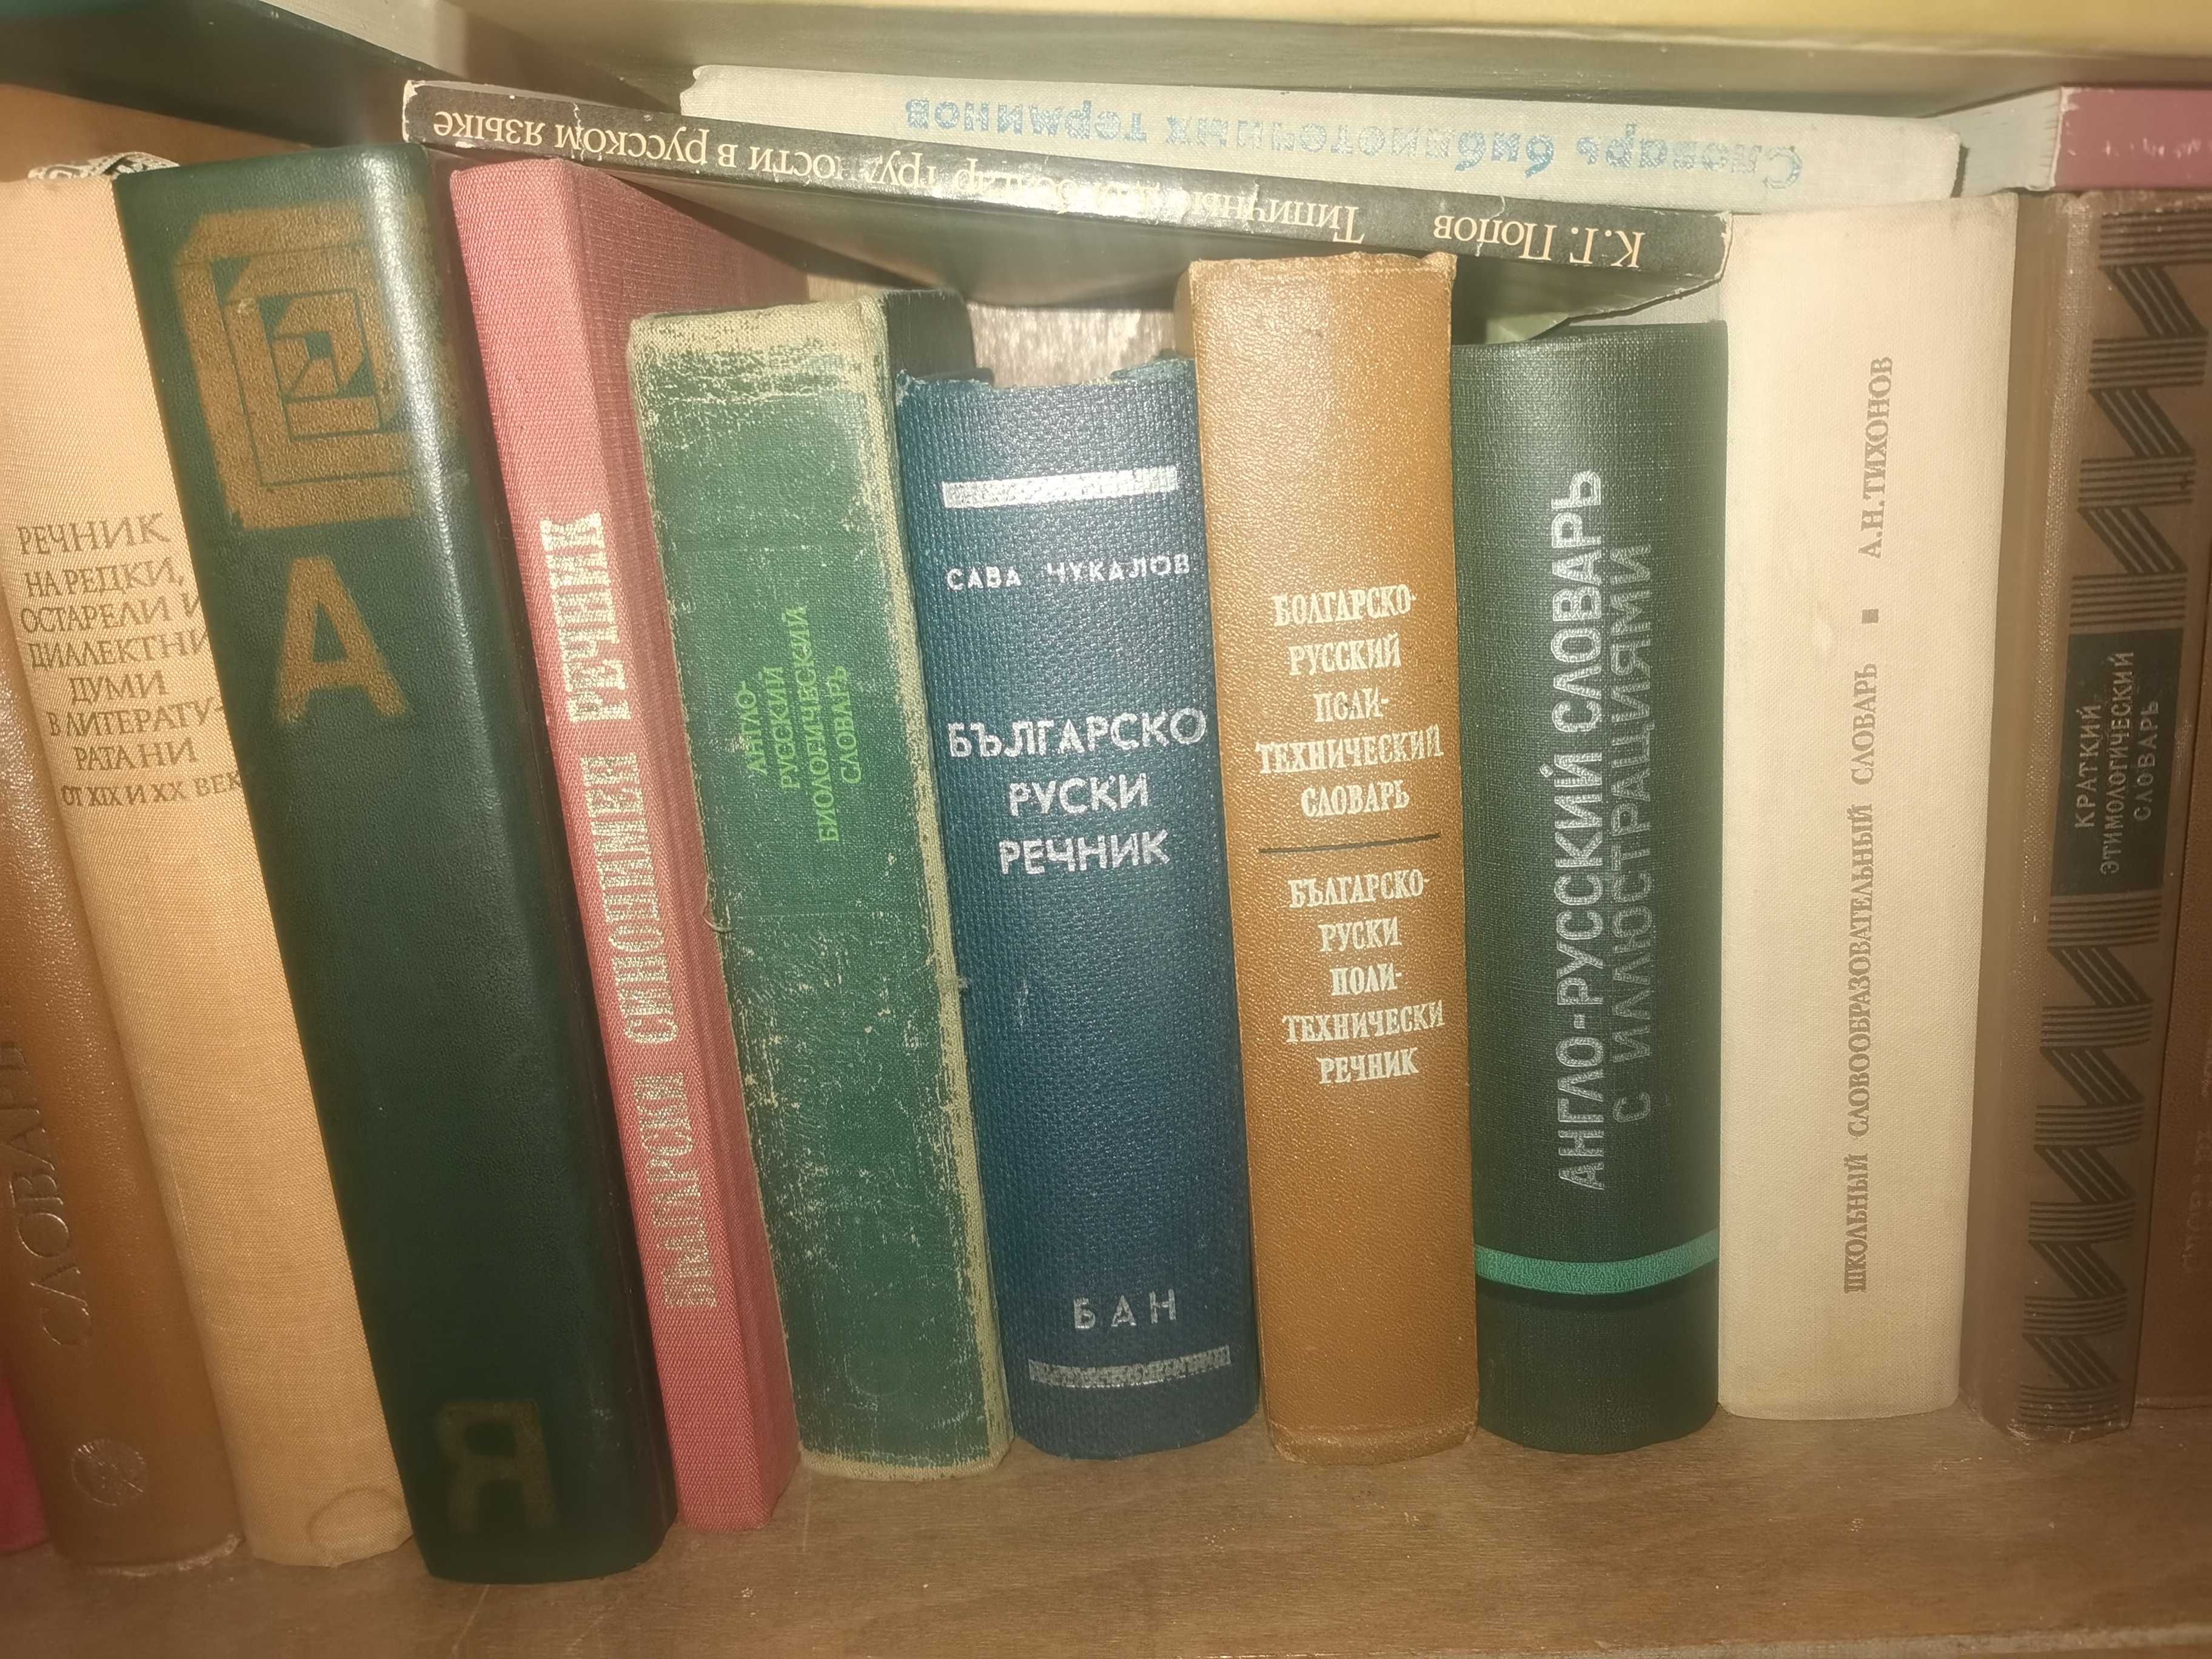 Словарь библиотечных терминов
К.Г. Попов
в русском языке
СЛОВАР
РЕЧНИК
НА РЕДКИ,
ОСТАРЕЛИ И
ДИАЛЕКТНИ
ДУМИ
В ЛИТЕРАТУ-
РАТА НИ
ОТ XIX И XX ВЕК
А
Я
БЪЛГАРСКИ СИНОНИМЕН РЕЧНИК
АНГЛО-
РУССКИЙ
БИОЛОГИЧЕСКИЙ
СЛОВАРЬ
САВА ЧУКАЛОВ
БЪЛГАРСКО
РУСКИ
РЕЧНИК
БАН
БОЛГАРСКО-
РУССКИЙ
ПОЛИ-
ТЕХНИЧЕСКИЙ
СЛОВАРЬ
БЪЛГАРСКО-
РУСКИ
ПОЛИ-
ТЕХНИЧЕСКИ
РЕЧНИК
АНГЛО-РУССКИЙ СЛОВАРЬ
С ИЛЛЮСТРАЦИЯМИ
ШКОЛЬНЫЙ СЛОВООБРАЗОВАТЕЛЬНЫЙ СЛОВАРЬ ■ А.Н.ТИХОНОВ
КРАТКИЙ
ЭТИМОЛОГИЧЕСКИЙ
СЛОВАРЬ